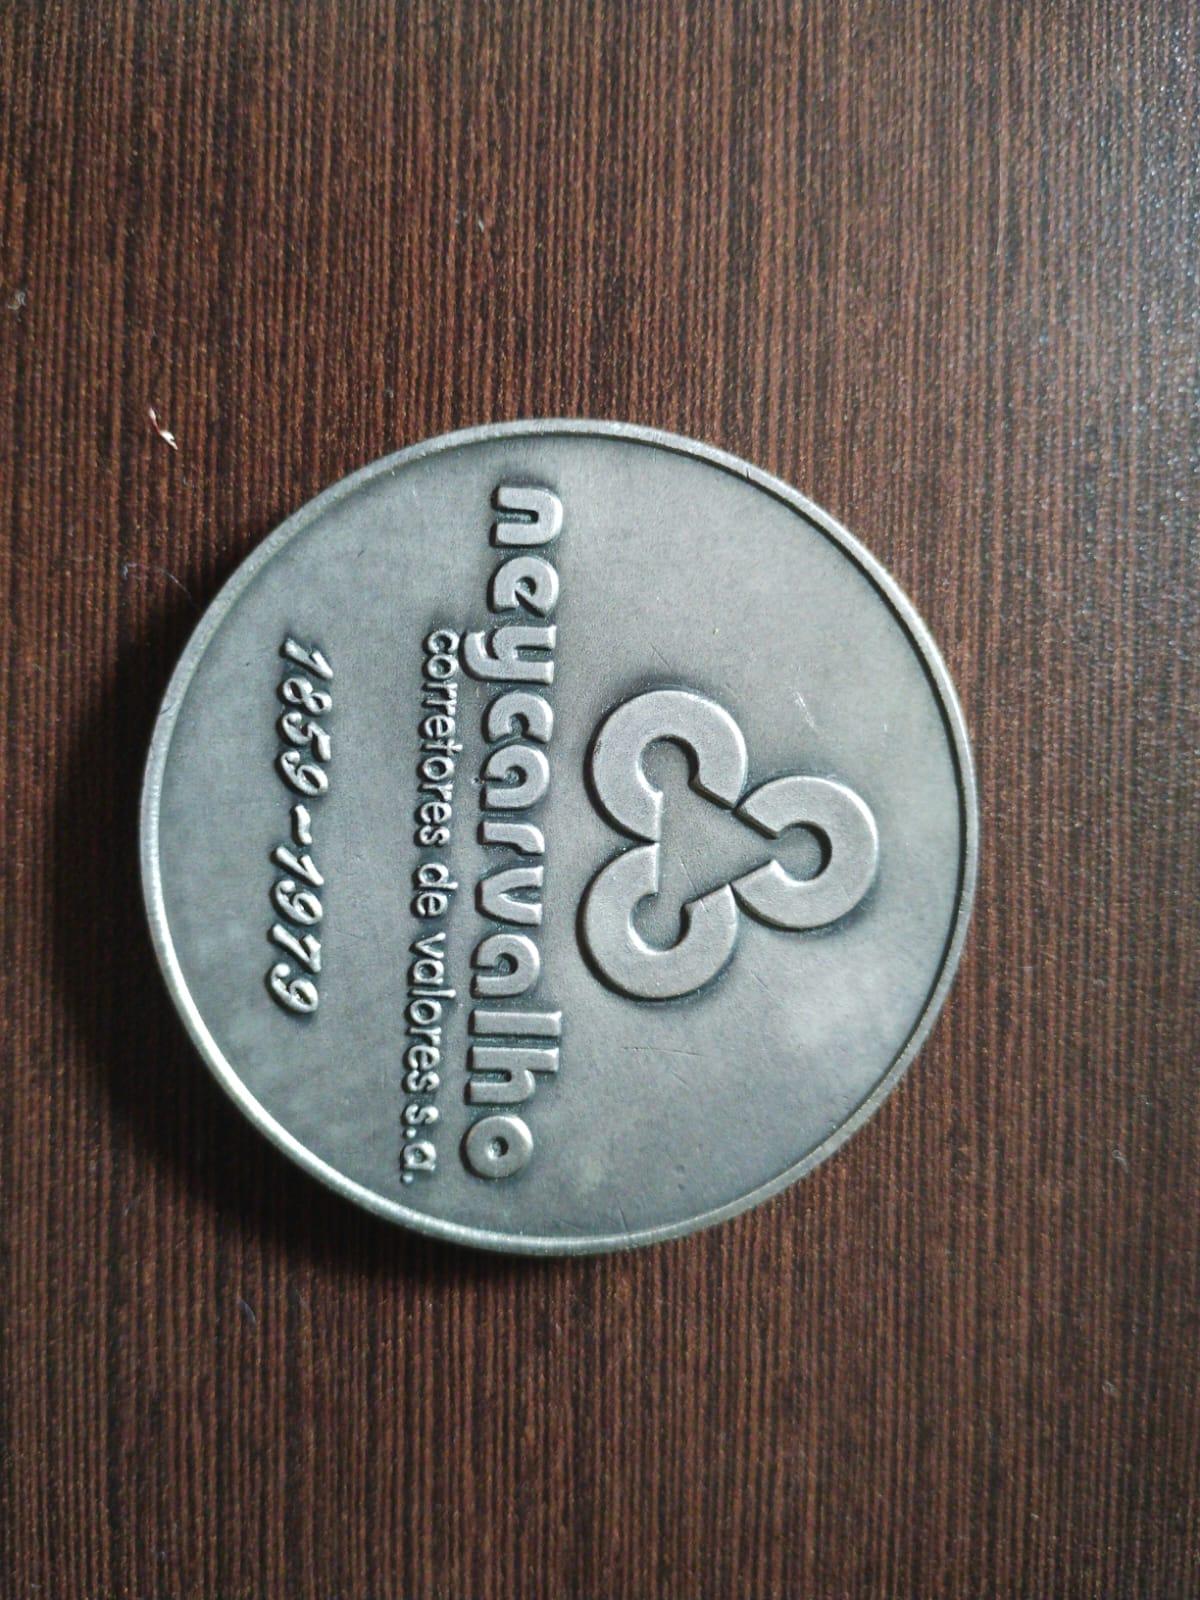 neycarvalho
corretores de valores s.a.
1859-1979